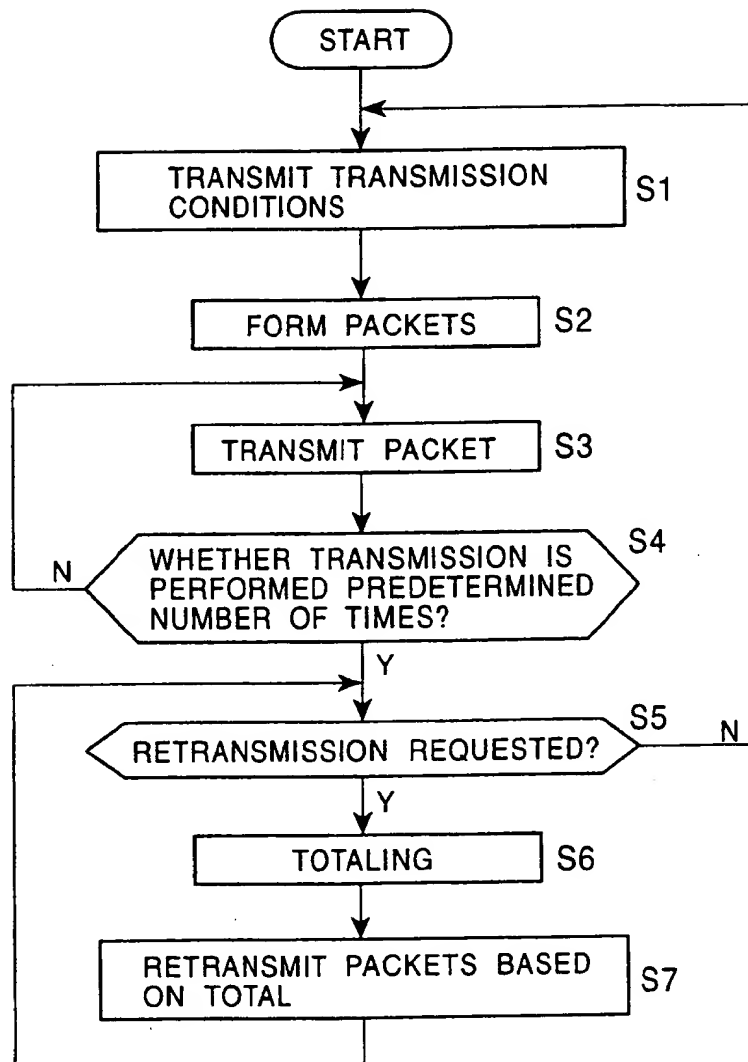 START
TRANSMIT TRANSMISSION
CONDITIONS
S1
FORM PACKETS
S2
TRANSMIT PACKET
S3
S4
WHETHER TRANSMISSION IS
PERFORMED PREDETERMINED
NUMBER OF TIMES?
N
Y
S5
RETRANSMISSION REQUESTED?
N
Y
TOTALING
S6
RETRANSMIT PACKETS BASED
ON TOTAL
S7